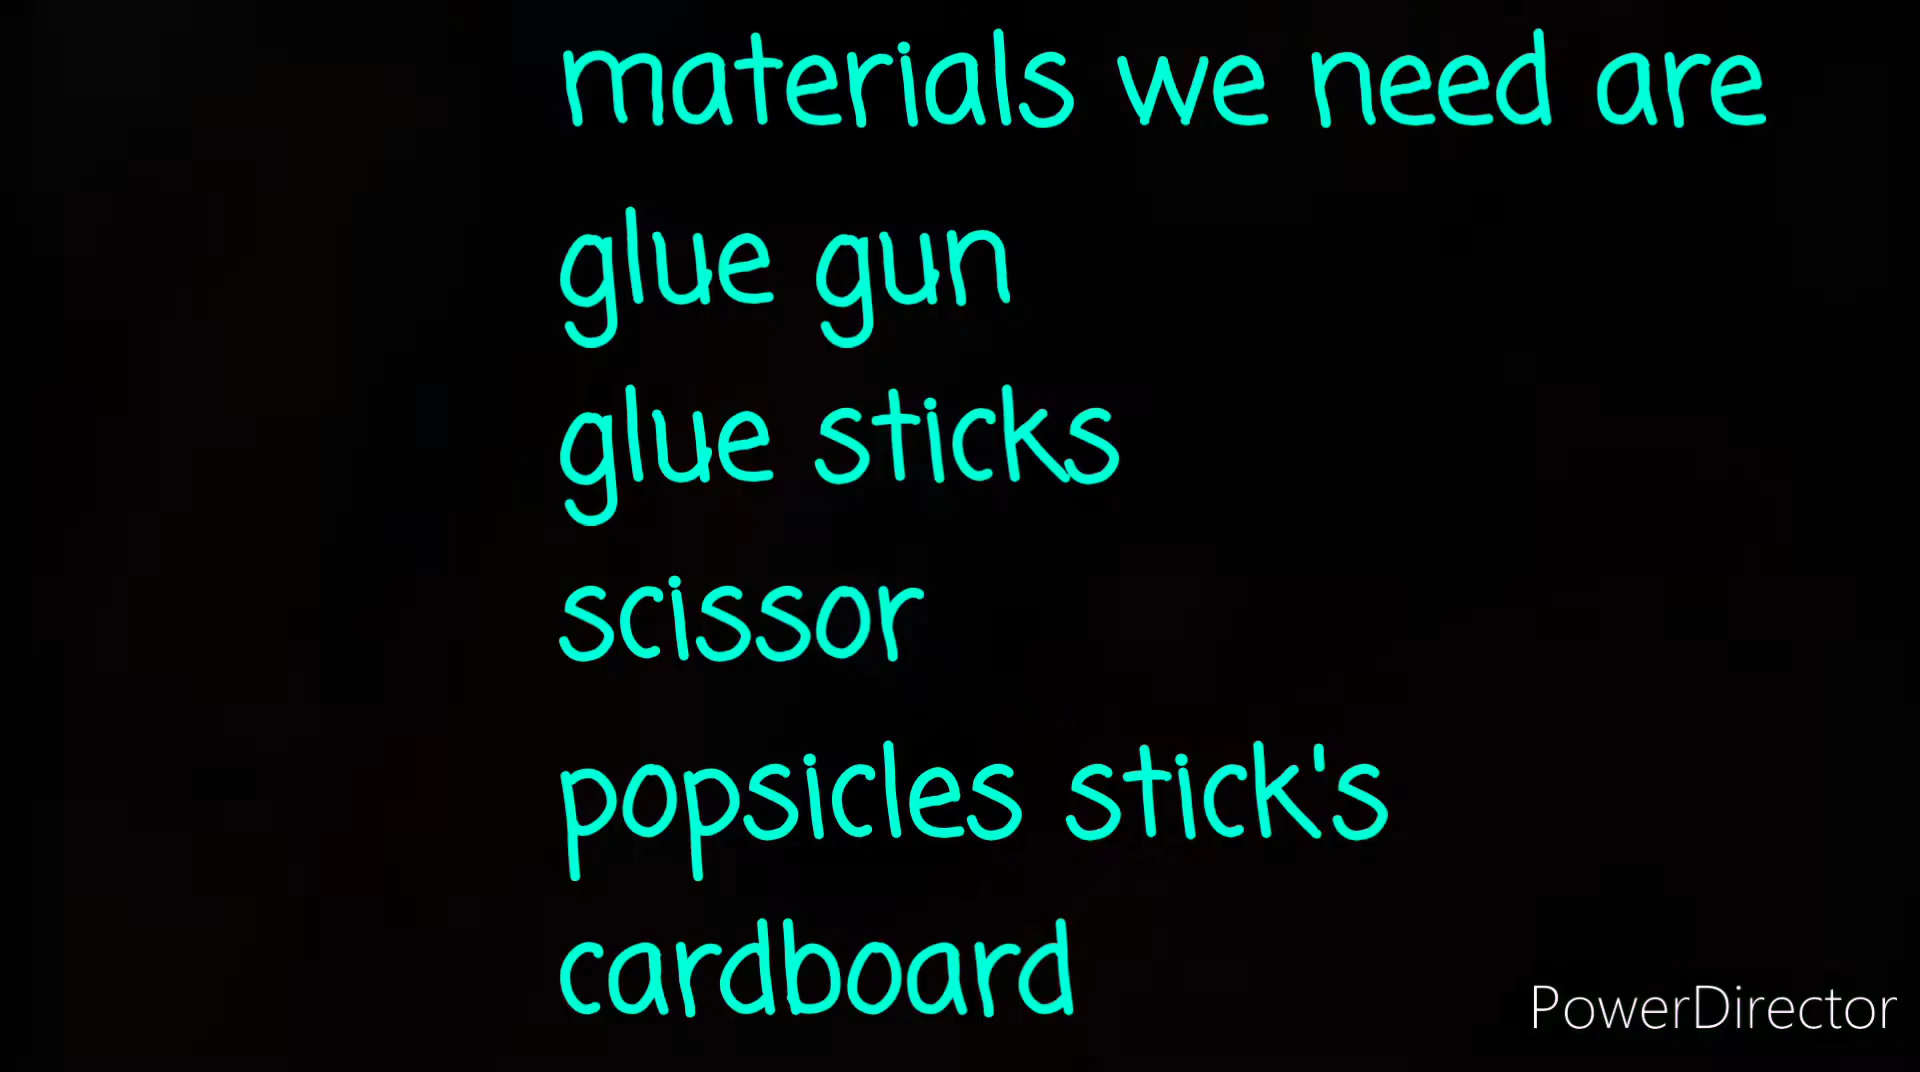 materials we need are
glue gun
glue sticks
scissor
popsicles stick's
cardboard
PowerDirector